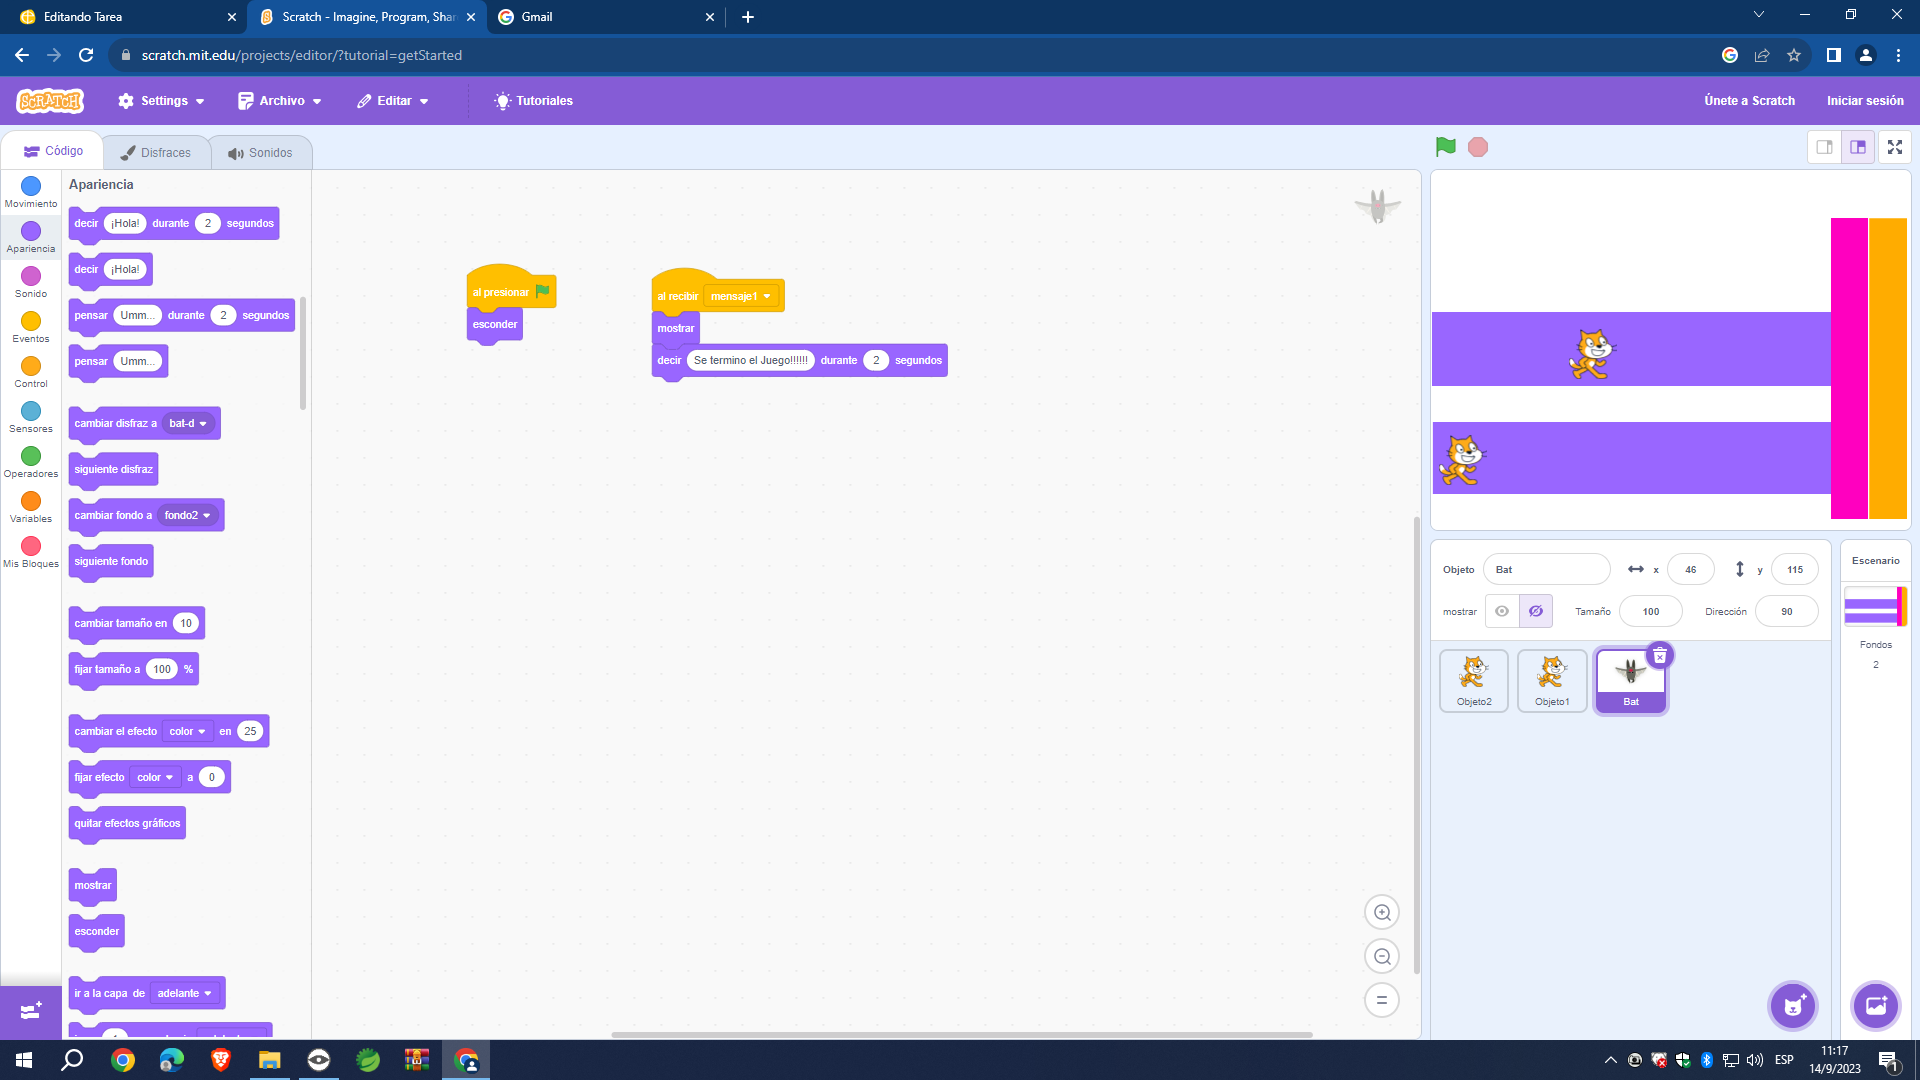 Editando Tarea
Scratch - Imagine, Program, Shar
Gmail
scratch.mit.edu/projects/editor/?tutorial=getStarted
SCRATCH
Settings
Archivo
Editar
Tutoriales
Únete a Scratch
Iniciar sesión
Código
Disfraces
Sonidos
Movimiento
Apariencia
Sonido
Eventos
Control
Sensores
Operadores
Variables
Mis Bloques
Apariencia
decir ¡Hola! durante 2 segundos
decir ¡Hola!
pensar Umm... durante 2 segundos
pensar Umm...
cambiar disfraz a bat-d
siguiente disfraz
cambiar fondo a fondo2
siguiente fondo
cambiar tamaño en 10
fijar tamaño a 100 %
cambiar el efecto color en 25
fijar efecto color a 0
quitar efectos gráficos
mostrar
esconder
ir a la capa de adelante
al presionar
esconder
al recibir mensaje1
mostrar
decir Se termino el Juego!!!!!! durante 2 segundos
Objeto Bat x 46 y 115
mostrar Tamaño 100 Dirección 90
Objeto2
Objeto1
Bat
Escenario
Fondos
2
ESP
11:17
14/9/2023
1